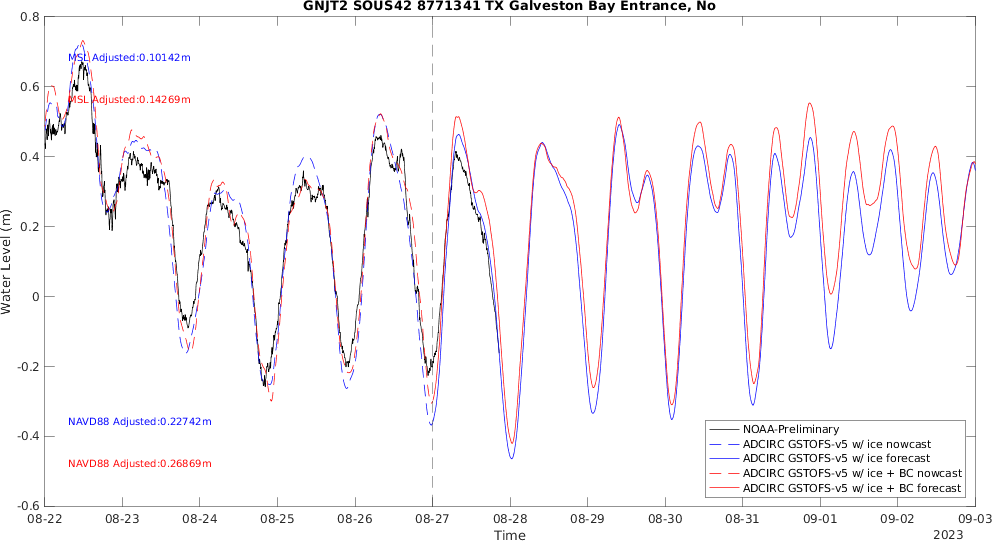 GNJT2 SOUS42 8771341 TX Galveston Bay Entrance, No
0.8
0.6
0.4
0.2
0
-0.2
-0.4
-0.6
Water Level (m)
MSL Adjusted:0.10142m
MSL Adjusted:0.14269m
NAVD88 Adjusted:0.22742m
NAVD88 Adjusted:0.26869m
NOAA-Preliminary
ADCIRC GSTOFS-v5 w/ ice nowcast
ADCIRC GSTOFS-v5 w/ ice forecast
ADCIRC GSTOFS-v5 w/ ice + BC nowcast
ADCIRC GSTOFS-v5 w/ ice + BC forecast
08-22 08-23 08-24 08-25 08-26 08-27 08-28 08-29 08-30 08-31 09-01 09-02 09-03
Time
2023